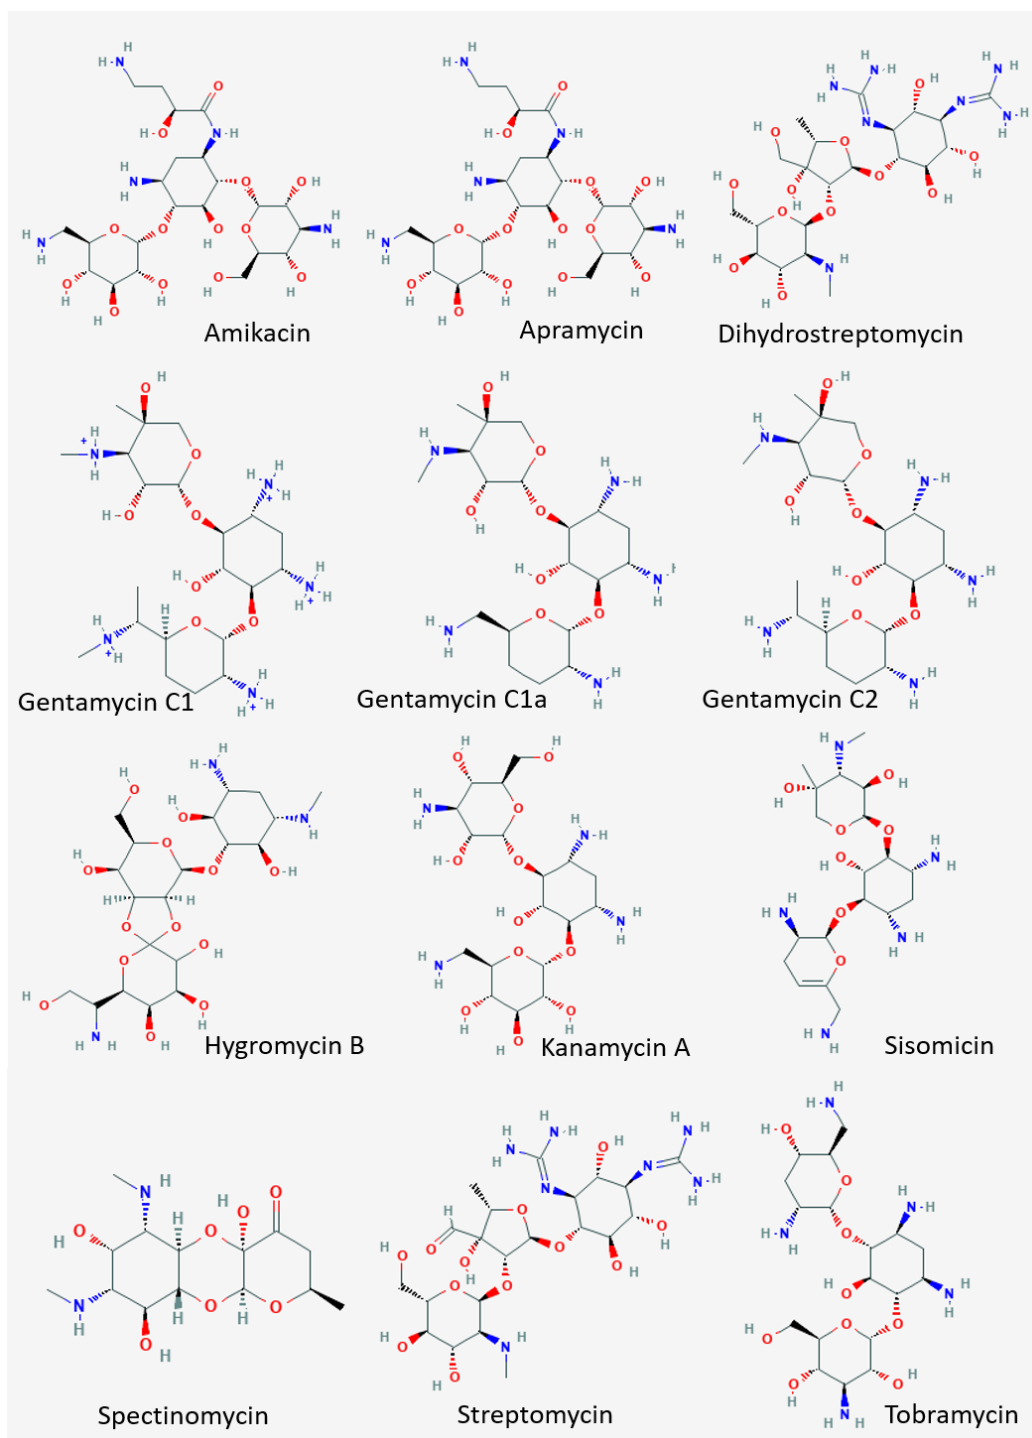 Amikacin
Apramycin
Dihydrostreptomycin
Gentamycin C1
Gentamycin C1a
Gentamycin C2
Hygromycin B
Kanamycin A
Sisomicin
Spectinomycin
Streptomycin
Tobramycin